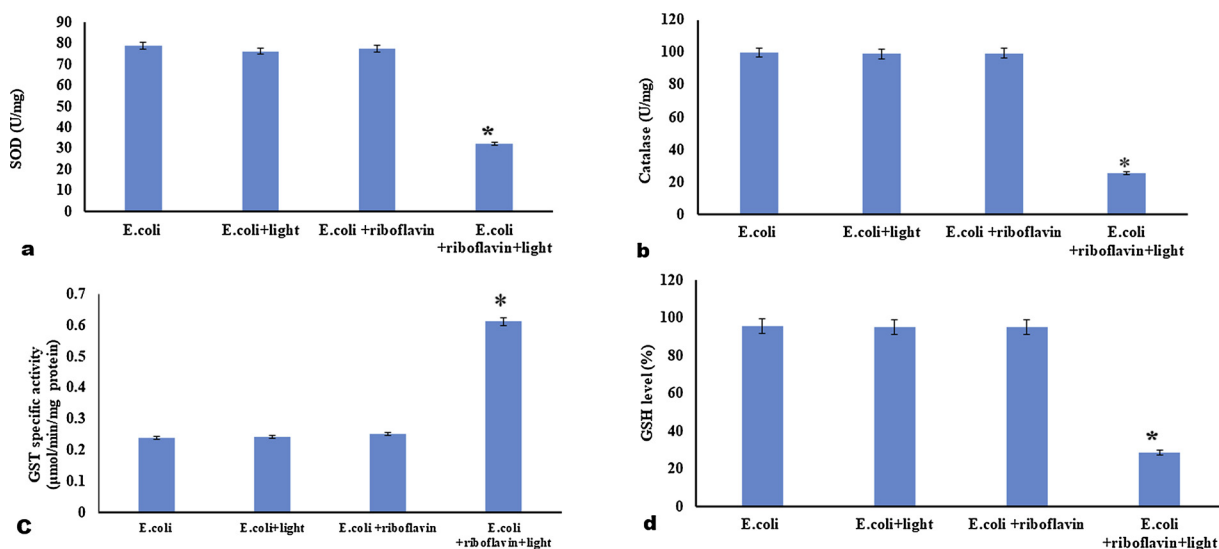 90
80
70
60
50
40
30
20
10
0
SOD (U/mg)
*
E.coli
E.coli+light
E.coli +riboflavin
E.coli
+riboflavin+light
a
120
100
80
60
40
20
0
Catalase (U/mg)
*
E.coli
E.coli+light
E.coli +riboflavin
E.coli
+riboflavin+light
b
0.7
0.6
0.5
0.4
0.3
0.2
0.1
0
GST specific activity
(µmol/min/mg protein)
*
E.coli
E.coli+light
E.coli +riboflavin
E.coli
+riboflavin+light
c
120
100
80
60
40
20
0
GSH level (%)
*
E.coli
E.coli+light
E.coli +riboflavin
E.coli
+riboflavin+light
d